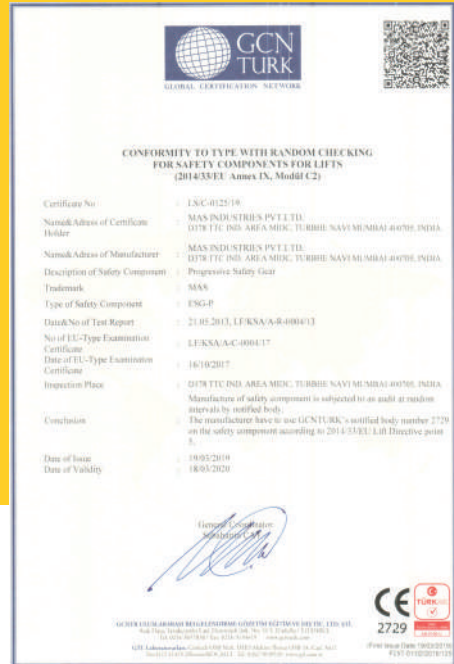 GCN
TURK
GLOBAL CERTIFICATION NETWORK
CONFORMITY TO TYPE WITH RANDOM CHECKING
FOR SAFETY COMPONENTS FOR LIFTS
(2014/33/EU Annex IX, Modül C2)
Certificate No : LS/C-0125/19
Name&Adress of Certificate Holder : MAS INDUSTRIES PVT.LTD.
D378 TTC IND. AREA MIDC, TURBHE NAVI MUMBAI-400705, INDIA
Name&Adress of Manufacturer : MAS INDUSTRIES PVT.LTD.
D378 TTC IND. AREA MIDC, TURBHE NAVI MUMBAI-400705, INDIA
Description of Safety Component : Progressive Safety Gear
Trademark : MAS
Type of Safety Component : ESG-P
Date&No of Test Report : 21.05.2013, LF/KSA/A-R-0004/13
No of EU-Type Examination Certificate : LF/KSA/A-C-0004/17
Date of EU-Type Examination Certificate : 16/10/2017
Inspection Place : D378 TTC IND. AREA MIDC, TURBHE NAVI MUMBAI-400705, INDIA
Conclusion : Manufacture of safety component is subjected to an audit at random
intervals by notified body.
The manufacturer have to use GCNTURK's notified body number 2729
on the safety component according to 2014/33/EU Lift Directive point
5.
Date of Issue : 19/03/2019
Date of Validity : 18/03/2020
General Coordinator
CE
2729
TÜRKAK